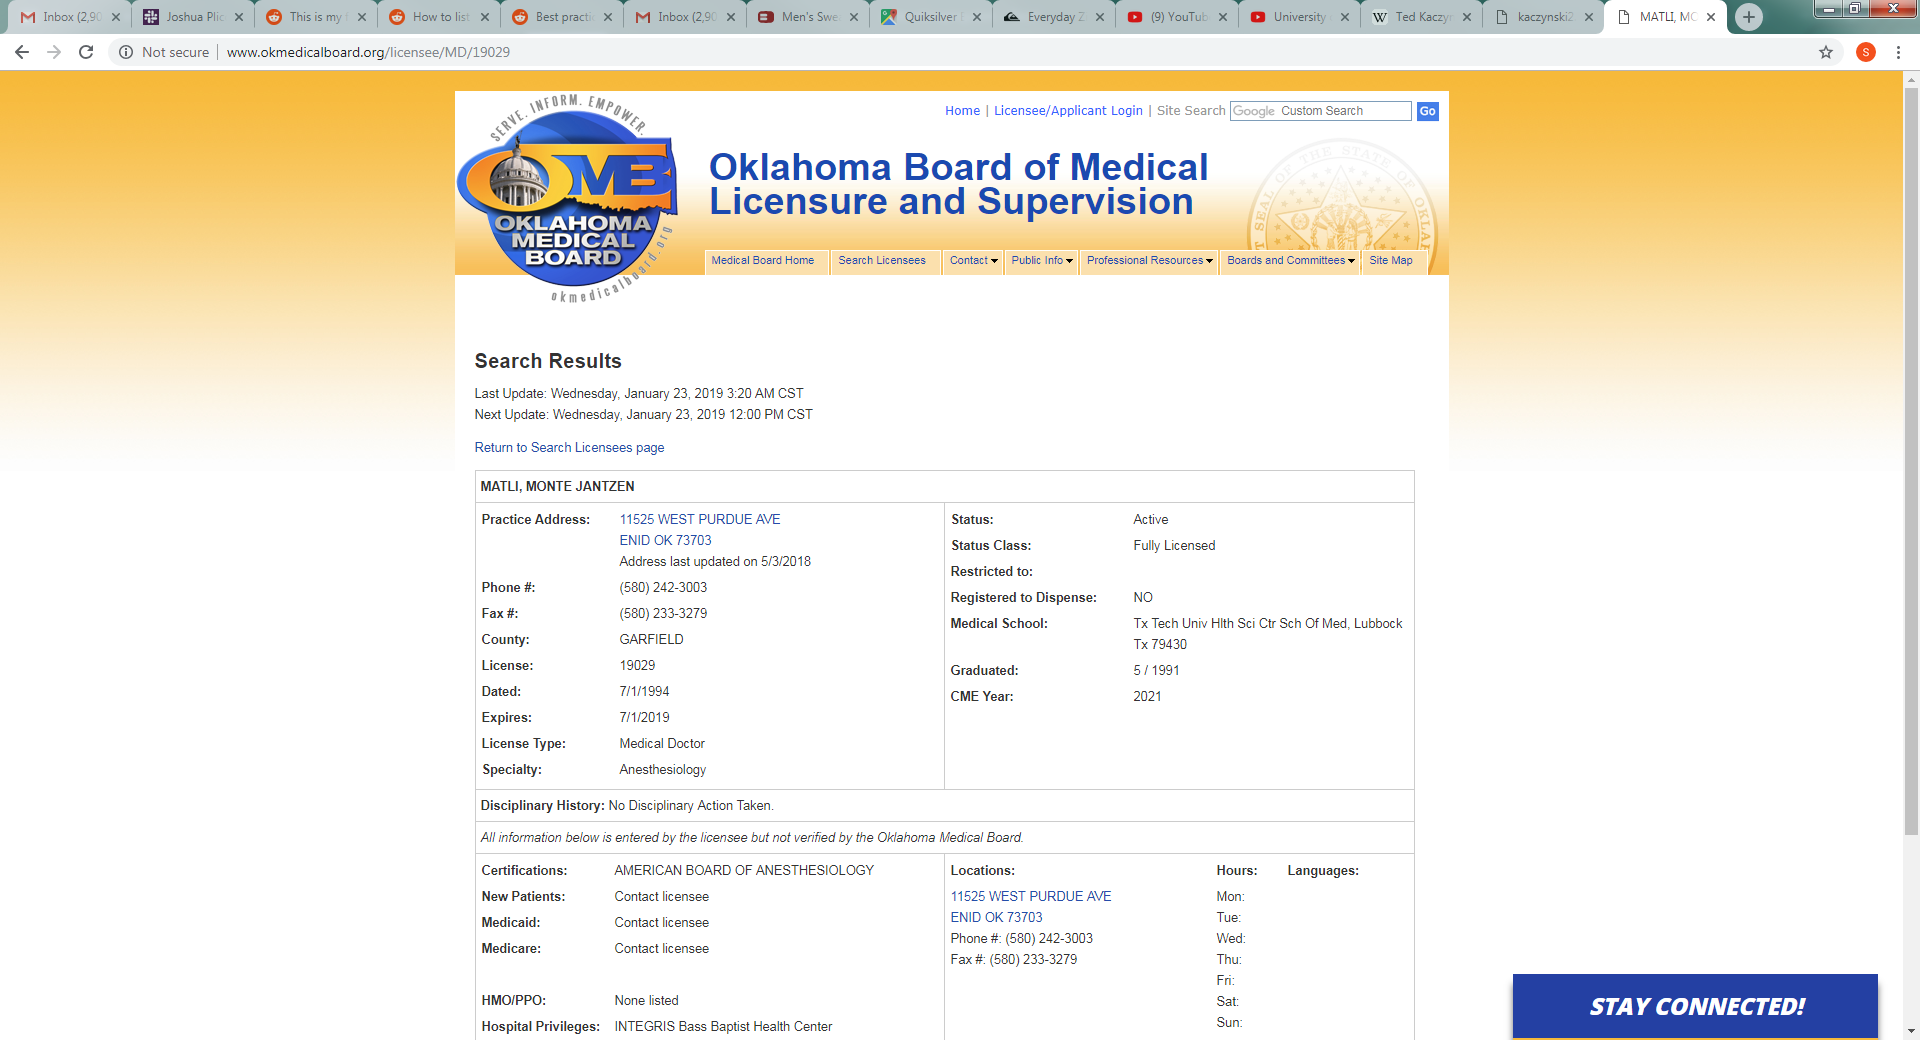 Inbox (2,90
Joshua Plic
This is my f
How to list
Best practi
Inbox (2,90
Men's Swe
Quiksilver
Everyday Z
(9) YouTub
University
Ted Kaczyn
kaczynski2
MATLI, MO
Not secure | www.okmedicalboard.org/licensee/MD/19029
S
SERVE. INFORM. EMPOWER.
OMB
OKLAHOMA
MEDICAL
BOARD
okmedicalboard.org
Home | Licensee/Applicant Login | Site Search Google Custom Search Go
Oklahoma Board of Medical
Licensure and Supervision
Medical Board Home Search Licensees Contact Public Info Professional Resources Boards and Committees Site Map
Search Results
Last Update: Wednesday, January 23, 2019 3:20 AM CST
Next Update: Wednesday, January 23, 2019 12:00 PM CST
Return to Search Licensees page
MATLI, MONTE JANTZEN
Practice Address: 11525 WEST PURDUE AVE
ENID OK 73703
Address last updated on 5/3/2018
Phone #: (580) 242-3003
Fax #: (580) 233-3279
County: GARFIELD
License: 19029
Dated: 7/1/1994
Expires: 7/1/2019
License Type: Medical Doctor
Specialty: Anesthesiology
Status: Active
Status Class: Fully Licensed
Restricted to:
Registered to Dispense: NO
Medical School: Tx Tech Univ Hlth Sci Ctr Sch Of Med, Lubbock
Tx 79430
Graduated: 5 / 1991
CME Year: 2021
Disciplinary History: No Disciplinary Action Taken.
All information below is entered by the licensee but not verified by the Oklahoma Medical Board.
Certifications: AMERICAN BOARD OF ANESTHESIOLOGY
New Patients: Contact licensee
Medicaid: Contact licensee
Medicare: Contact licensee
HMO/PPO: None listed
Hospital Privileges: INTEGRIS Bass Baptist Health Center
Locations:
11525 WEST PURDUE AVE
ENID OK 73703
Phone #: (580) 242-3003
Fax #: (580) 233-3279
Hours:
Mon:
Tue:
Wed:
Thu:
Fri:
Sat:
Sun:
Languages:
STAY CONNECTED!